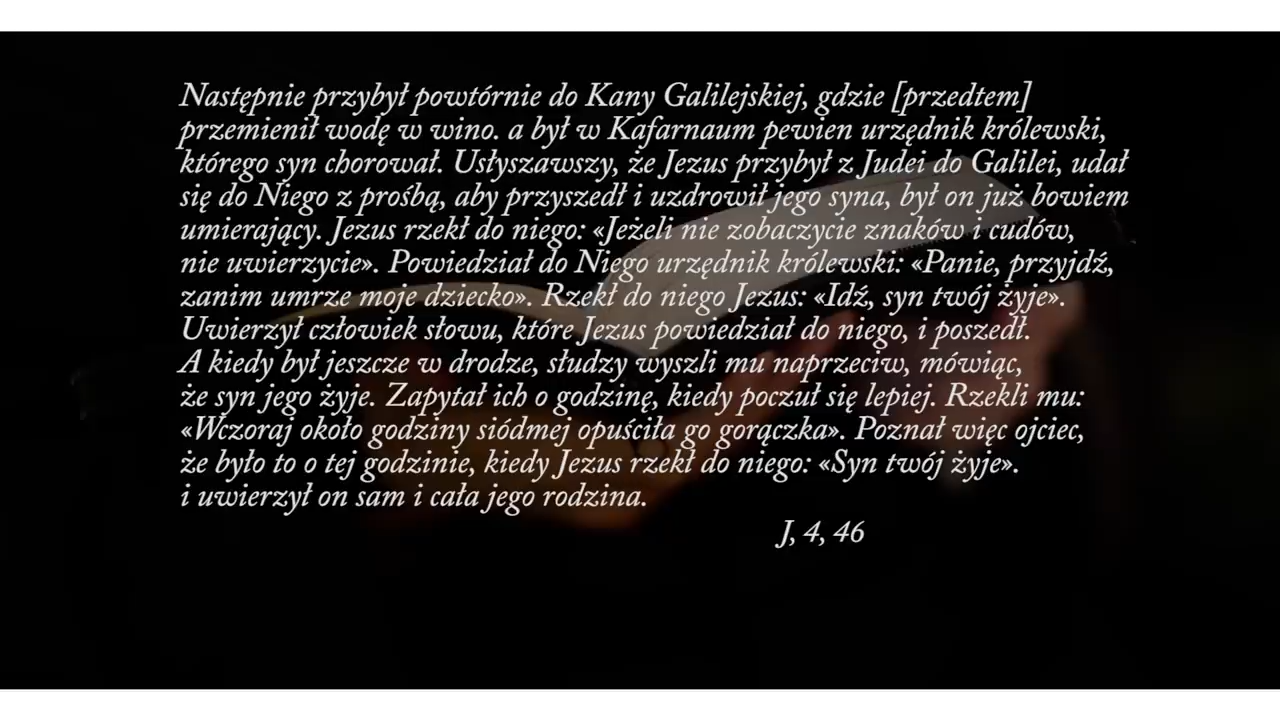 Następnie przybył powtórnie do Kany Galilejskiej, gdzie [przedtem]
przemienił wodę w wino. a był w Kafarnaum pewien urzędnik królewski,
którego syn chorował. Usłyszawszy, że Jezus przybył z Judei do Galilei, udał
się do Niego z prośbą, aby przyszedł i uzdrowił jego syna, był on już bowiem
umierający. Jezus rzekł do niego: «Jeżeli nie zobaczycie znaków i cudów,
nie uwierzycie». Powiedział do Niego urzędnik królewski: «Panie, przyjdź,
zanim umrze moje dziecko». Rzekł do niego Jezus: «Idź, syn twój żyje».
Uwierzył człowiek słowu, które Jezus powiedział do niego, i poszedł.
A kiedy był jeszcze w drodze, słudzy wyszli mu naprzeciw, mówiąc,
że syn jego żyje. Zapytał ich o godzinę, kiedy poczuł się lepiej. Rzekli mu:
«Wczoraj około godziny siódmej opuściła go gorączka». Poznał więc ojciec,
że było to o tej godzinie, kiedy Jezus rzekł do niego: «Syn twój żyje».
i uwierzył on sam i cała jego rodzina.
J, 4, 46